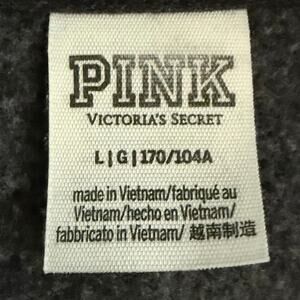 PINK
VICTORIA'S SECRET
L | G | 170/104A
made in Vietnam/fabriqué au
Vietnam/hecho en Vietnam/
fabbricato in Vietnam/ 越南制造